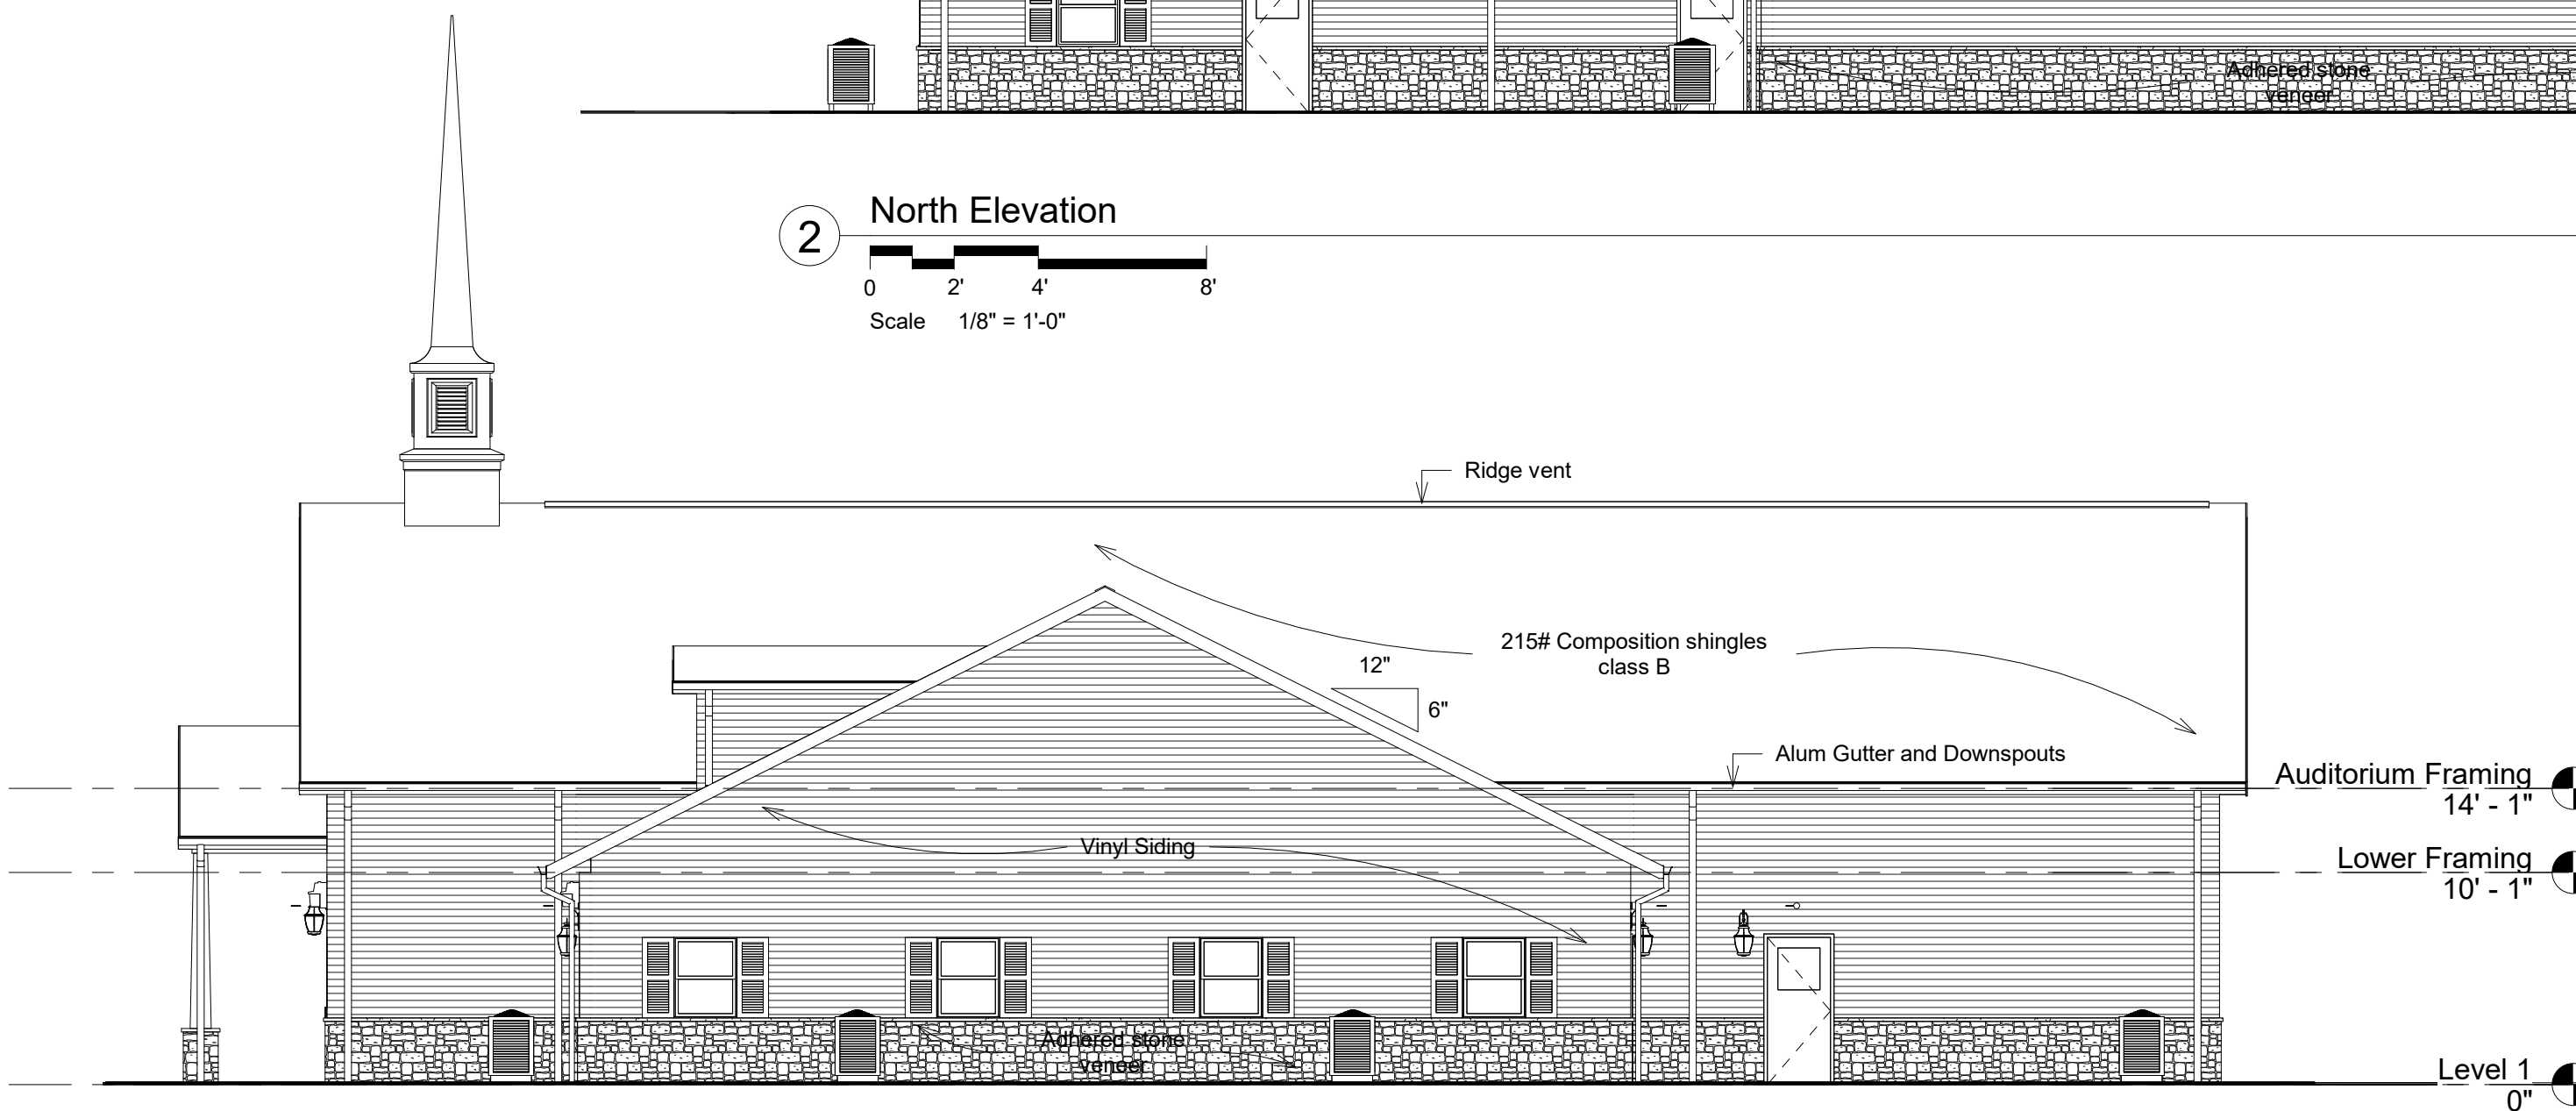 Adhered stone
veneer
2
North Elevation
0 2' 4' 8'
Scale 1/8" = 1'-0"
Ridge vent
215# Composition shingles
class B
12"
6"
Alum Gutter and Downspouts
Auditorium Framing
14' - 1"
Vinyl Siding
Lower Framing
10' - 1"
Adhered stone
veneer
Level 1
0"